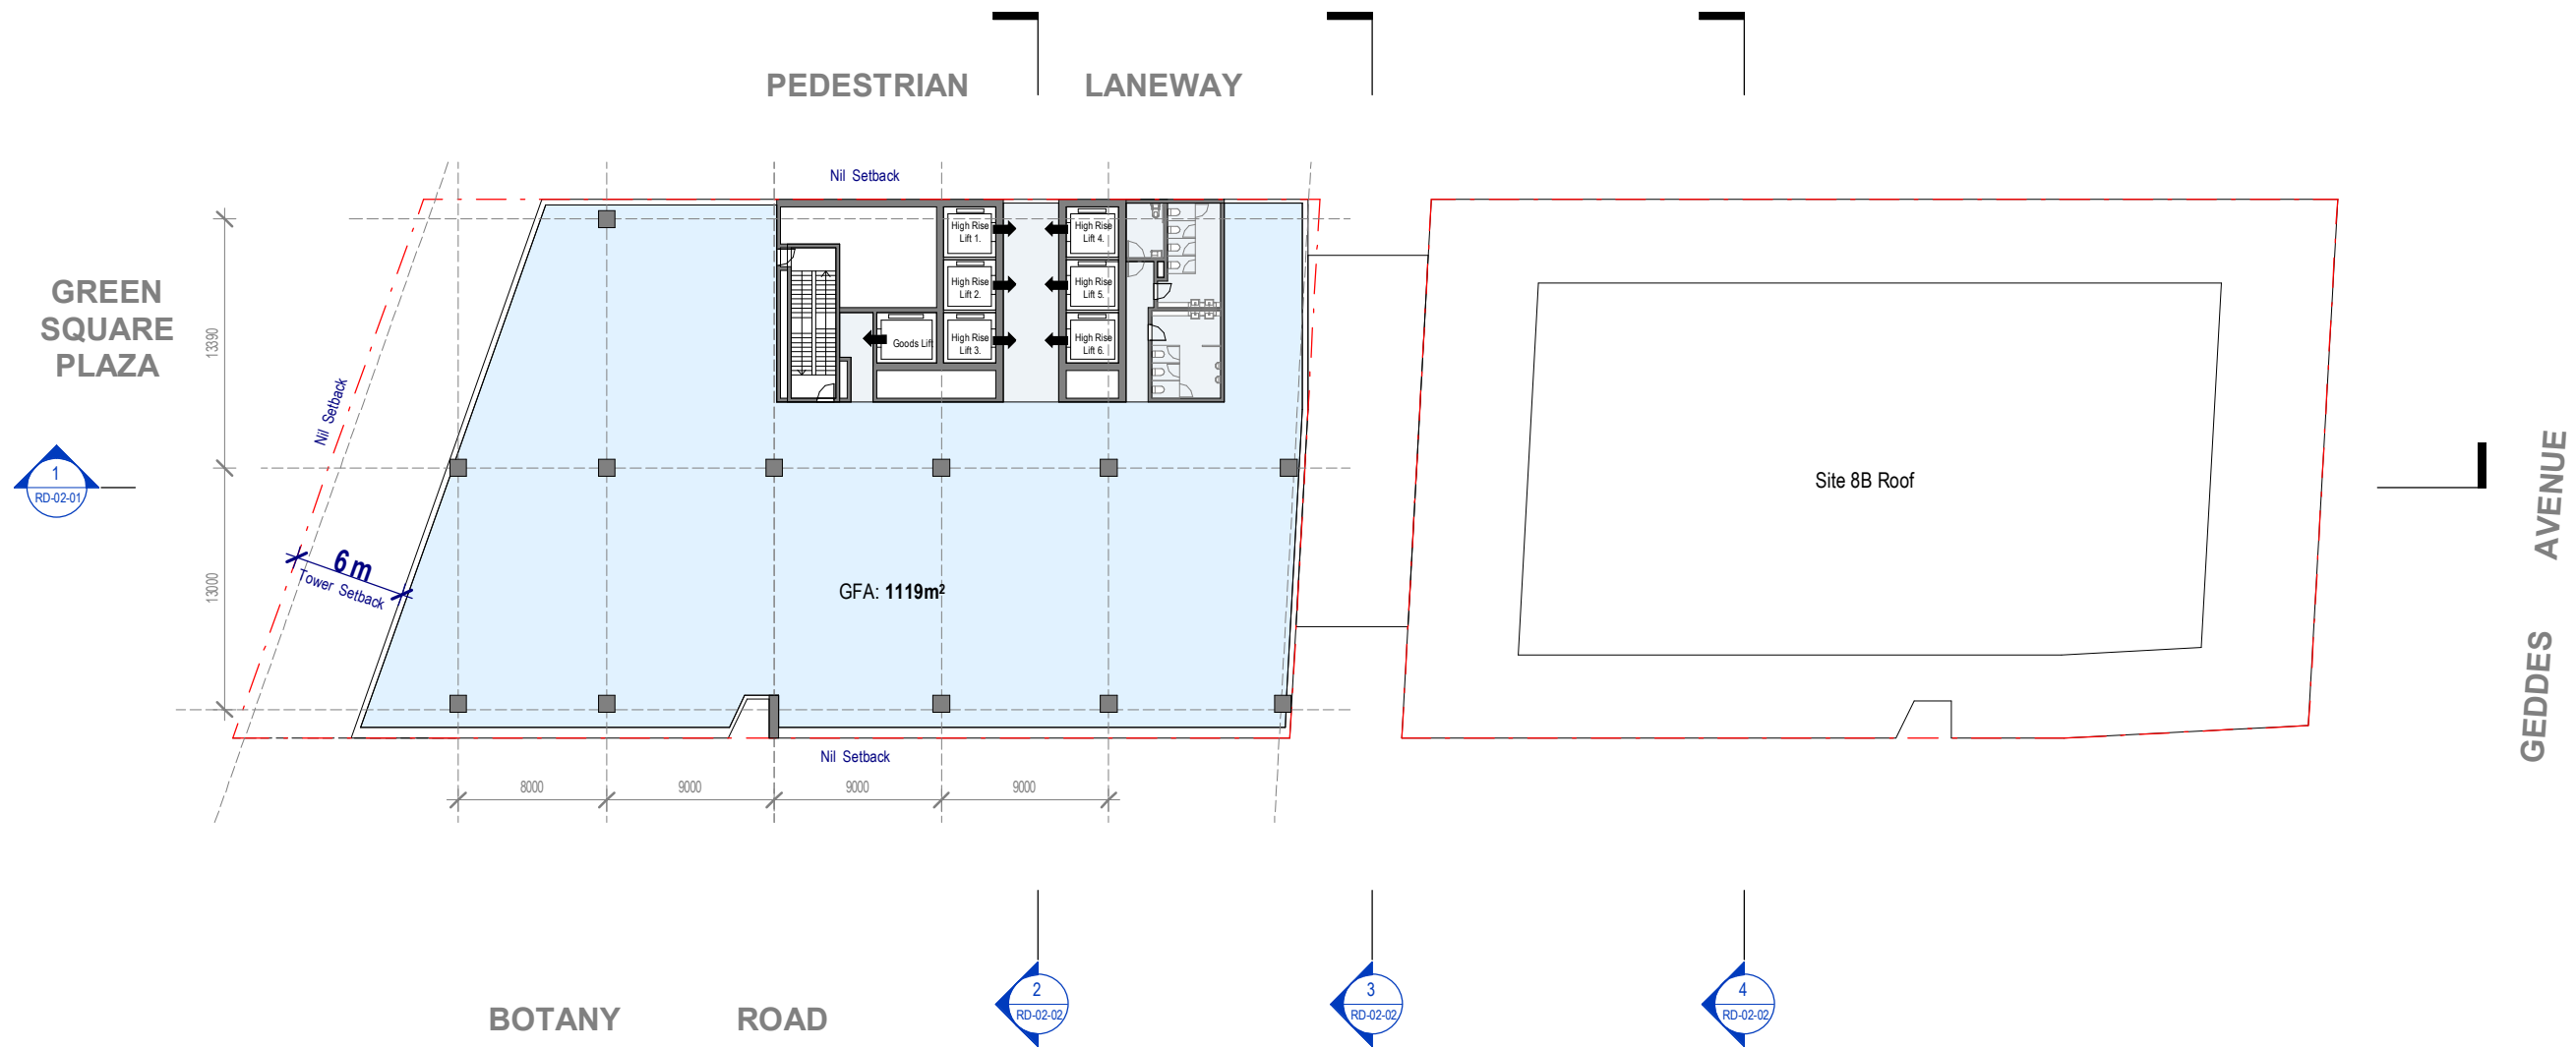 PEDESTRIAN LANEWAY
Nil Setback
GREEN
SQUARE
PLAZA
High Rise
Lift 1.
High Rise
Lift 4.
High Rise
Lift 2.
High Rise
Lift 5.
Goods Lift
High Rise
Lift 3.
High Rise
Lift 6.
13390
Nil Setback
1
RD-02-01
Site 8B Roof
GEDDES AVENUE
6 m
Tower Setback
13000
GFA: 1119m²
Nil Setback
8000
9000
9000
9000
BOTANY ROAD
2
RD-02-02
3
RD-02-02
4
RD-02-02